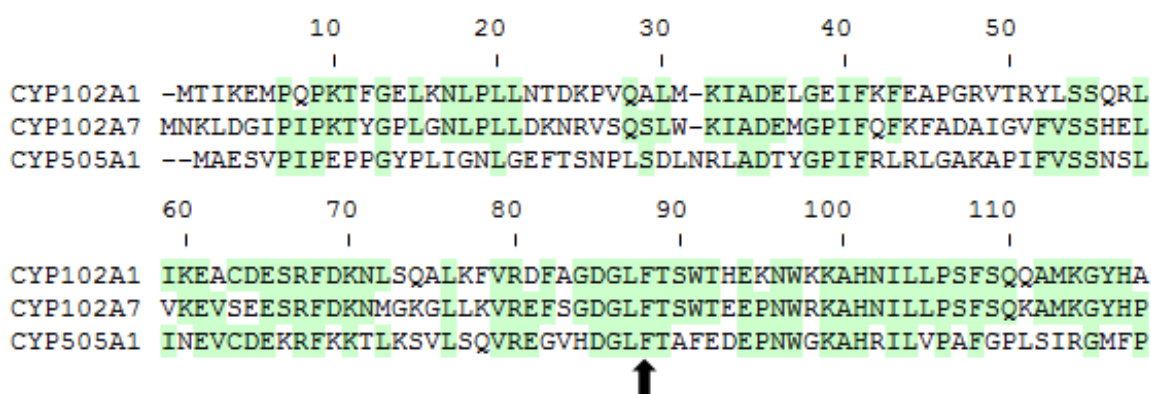 10 20 30 40 50
CYP102A1 -MTIKEMPQPKTFGELKNLPLLNTDKPVQALM-KIADELGEIFKFEAPGRVTRYLSSQRL
CYP102A7 MNKLDGIPIPKTYGPLGNLPLLDKNRVSQSLW-KIADEMGPIFQFKFADAIGVFVSSHEL
CYP505A1 --MAESVPIPEPPGYPLIGNLGEFTSNPLSDLNRLADTYGPIFRLRLGAKAPIFVSSNSL
60 70 80 90 100 110
CYP102A1 IKEACDESRFDKNLSQALKFVRDFAGDGLFTSWTHEKNWKKAHNILLPSFSQQAMKGYHA
CYP102A7 VKEVSEESRFDKNMGKGLLKVREFSGDGLFTSWTEEPNWRKAHNILLPSFSQKAMKGYHP
CYP505A1 INEVCDEKRFKKTLKSVLSQVREGVHDGLFTAFEDEPNWGKAHRILVPAFGPLSIRGMFP